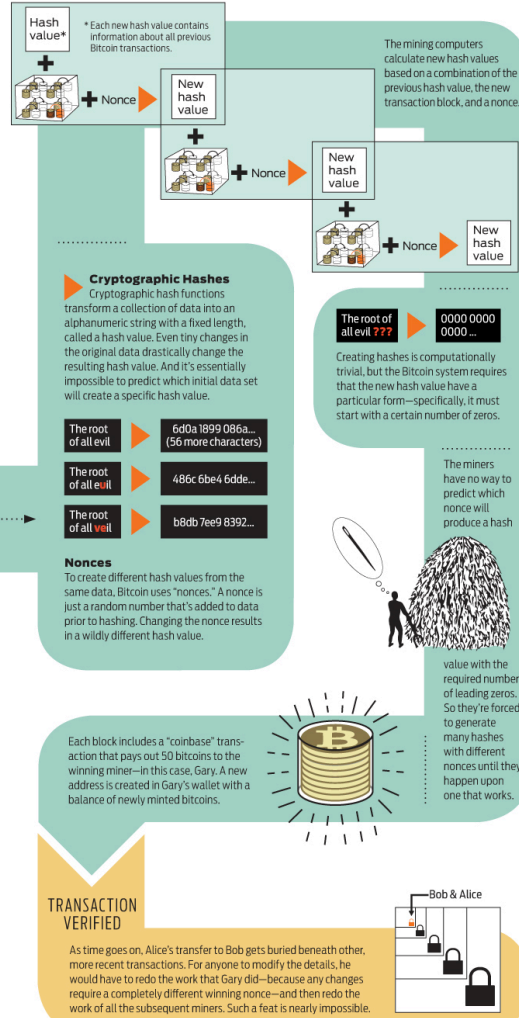 Hash
value*
* Each new hash value contains
information about all previous
Bitcoin transactions.
+
+ Nonce
New
hash
value
The mining computers
calculate new hash values
based on a combination of the
previous hash value, the new
transaction block, and a nonce.
+
+ Nonce
New
hash
value
+
+ Nonce
New
hash
value
Cryptographic Hashes
Cryptographic hash functions
transform a collection of data into an
alphanumeric string with a fixed length,
called a hash value. Even tiny changes in
the original data drastically change the
resulting hash value. And it's essentially
impossible to predict which initial data set
will create a specific hash value.
The root
of all evil
6d0a 1899 086a...
(56 more characters)
The root
of all euil
486c 6be4 6dde...
The root
of all veil
b8db 7ee9 8392...
Nonces
To create different hash values from the
same data, Bitcoin uses "nonces." A nonce is
just a random number that's added to data
prior to hashing. Changing the nonce results
in a wildly different hash value.
The root of
all evil ???
0000 0000
0000 ...
Creating hashes is computationally
trivial, but the Bitcoin system requires
that the new hash value have a
particular form—specifically, it must
start with a certain number of zeros.
The miners
have no way to
predict which
nonce will
produce a hash
value with the
required number
of leading zeros.
So they're forced
to generate
many hashes
with different
nonces until they
happen upon
one that works.
Each block includes a "coinbase" trans-
action that pays out 50 bitcoins to the
winning miner—in this case, Gary. A new
address is created in Gary's wallet with a
balance of newly minted bitcoins.
B
TRANSACTION
VERIFIED
Bob & Alice
As time goes on, Alice's transfer to Bob gets buried beneath other,
more recent transactions. For anyone to modify the details, he
would have to redo the work that Gary did—because any changes
require a completely different winning nonce—and then redo the
work of all the subsequent miners. Such a feat is nearly impossible.